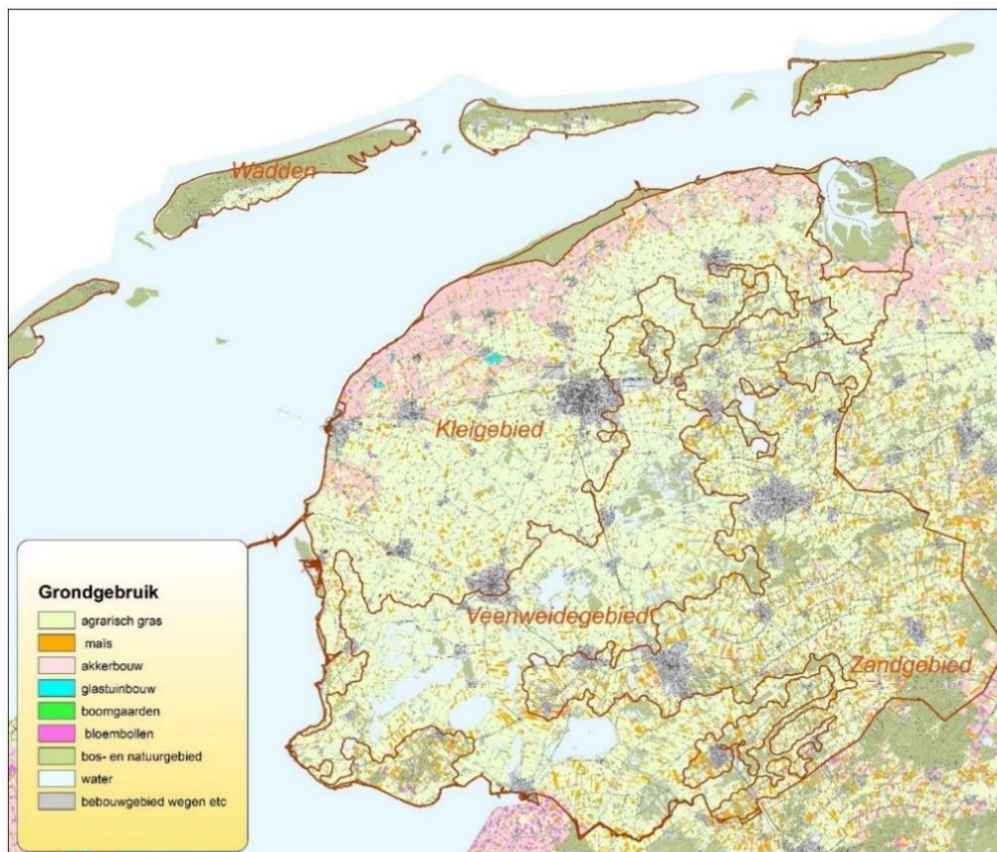 Wadden
Kleigebied
Veenweidegebied
Zandgebied
Grondgebruik
agrarisch gras
maïs
akkerbouw
glastuinbouw
boomgaarden
bloembollen
bos- en natuurgebied
water
bebouwgebied wegen etc